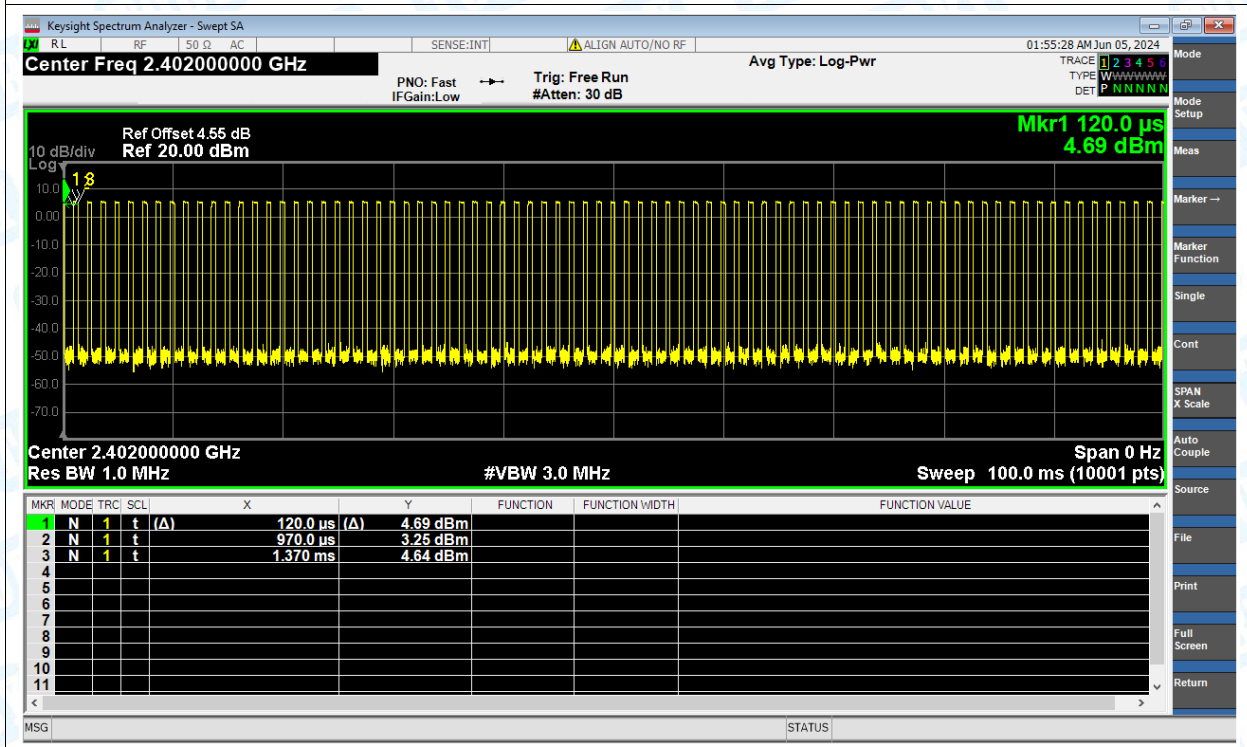 Keysight Spectrum Analyzer - Swept SA
LXI RL RF 50 Ω AC SENSE:INT ALIGN AUTO/NO RF 01:55:28 AM Jun 05, 2024
Center Freq 2.402000000 GHz
Avg Type: Log-Pwr
PNO: Fast
IFGain:Low
Trig: Free Run
#Atten: 30 dB
TRACE 1 2 3 4 5 6
TYPE WWWWWW
DET P N N N N N
Mkr1 120.0 µs
4.69 dBm
Ref Offset 4.55 dB
10 dB/div Ref 20.00 dBm
Log
10.0
0.00
-10.0
-20.0
-30.0
-40.0
-50.0
-60.0
-70.0
1 3
Center 2.402000000 GHz Span 0 Hz
Res BW 1.0 MHz #VBW 3.0 MHz Sweep 100.0 ms (10001 pts)
MKR MODE TRC SCL X Y FUNCTION FUNCTION WIDTH FUNCTION VALUE
1 N 1 t (Δ) 120.0 µs (Δ) 4.69 dBm
2 N 1 t 970.0 µs 3.25 dBm
3 N 1 t 1.370 ms 4.64 dBm
4
5
6
7
8
9
10
11
MSG STATUS
Mode
Mode Setup
Meas
Marker →
Marker Function
Single
Cont
SPAN X Scale
Auto Couple
Source
File
Print
Full Screen
Return